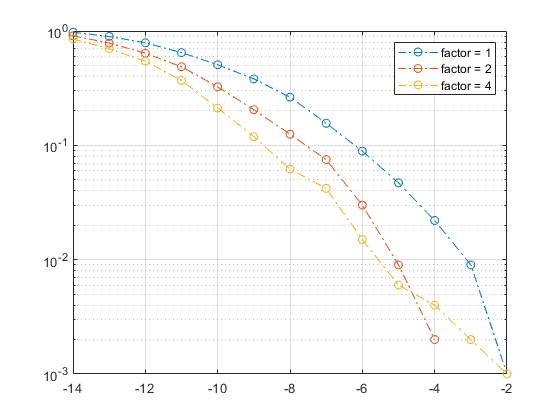 10^0
10^-1
10^-2
10^-3
-14 -12 -10 -8 -6 -4 -2
factor = 1
factor = 2
factor = 4